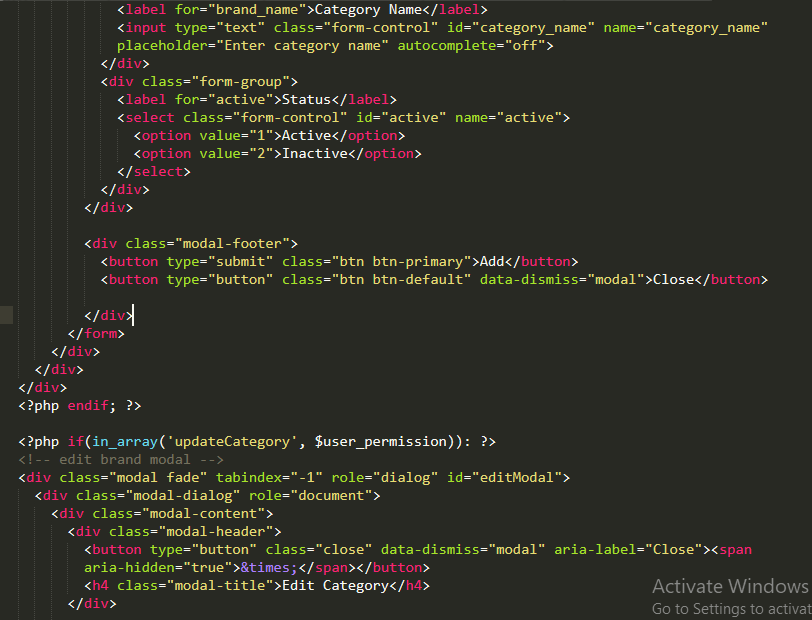 <label for="brand_name">Category Name</label>
<input type="text" class="form-control" id="category_name" name="category_name"
placeholder="Enter category name" autocomplete="off">
</div>
<div class="form-group">
<label for="active">Status</label>
<select class="form-control" id="active" name="active">
<option value="1">Active</option>
<option value="2">Inactive</option>
</select>
</div>
</div>
<div class="modal-footer">
<button type="submit" class="btn btn-primary">Add</button>
<button type="button" class="btn btn-default" data-dismiss="modal">Close</button>
</div>
</form>
</div>
</div>
</div>
<?php endif; ?>
<?php if(in_array('updateCategory', $user_permission)): ?>
<!-- edit brand modal -->
<div class="modal fade" tabindex="-1" role="dialog" id="editModal">
<div class="modal-dialog" role="document">
<div class="modal-content">
<div class="modal-header">
<button type="button" class="close" data-dismiss="modal" aria-label="Close"><span
aria-hidden="true">&times;</span></button>
<h4 class="modal-title">Edit Category</h4>
</div>
Activate Windows
Go to Settings to activat